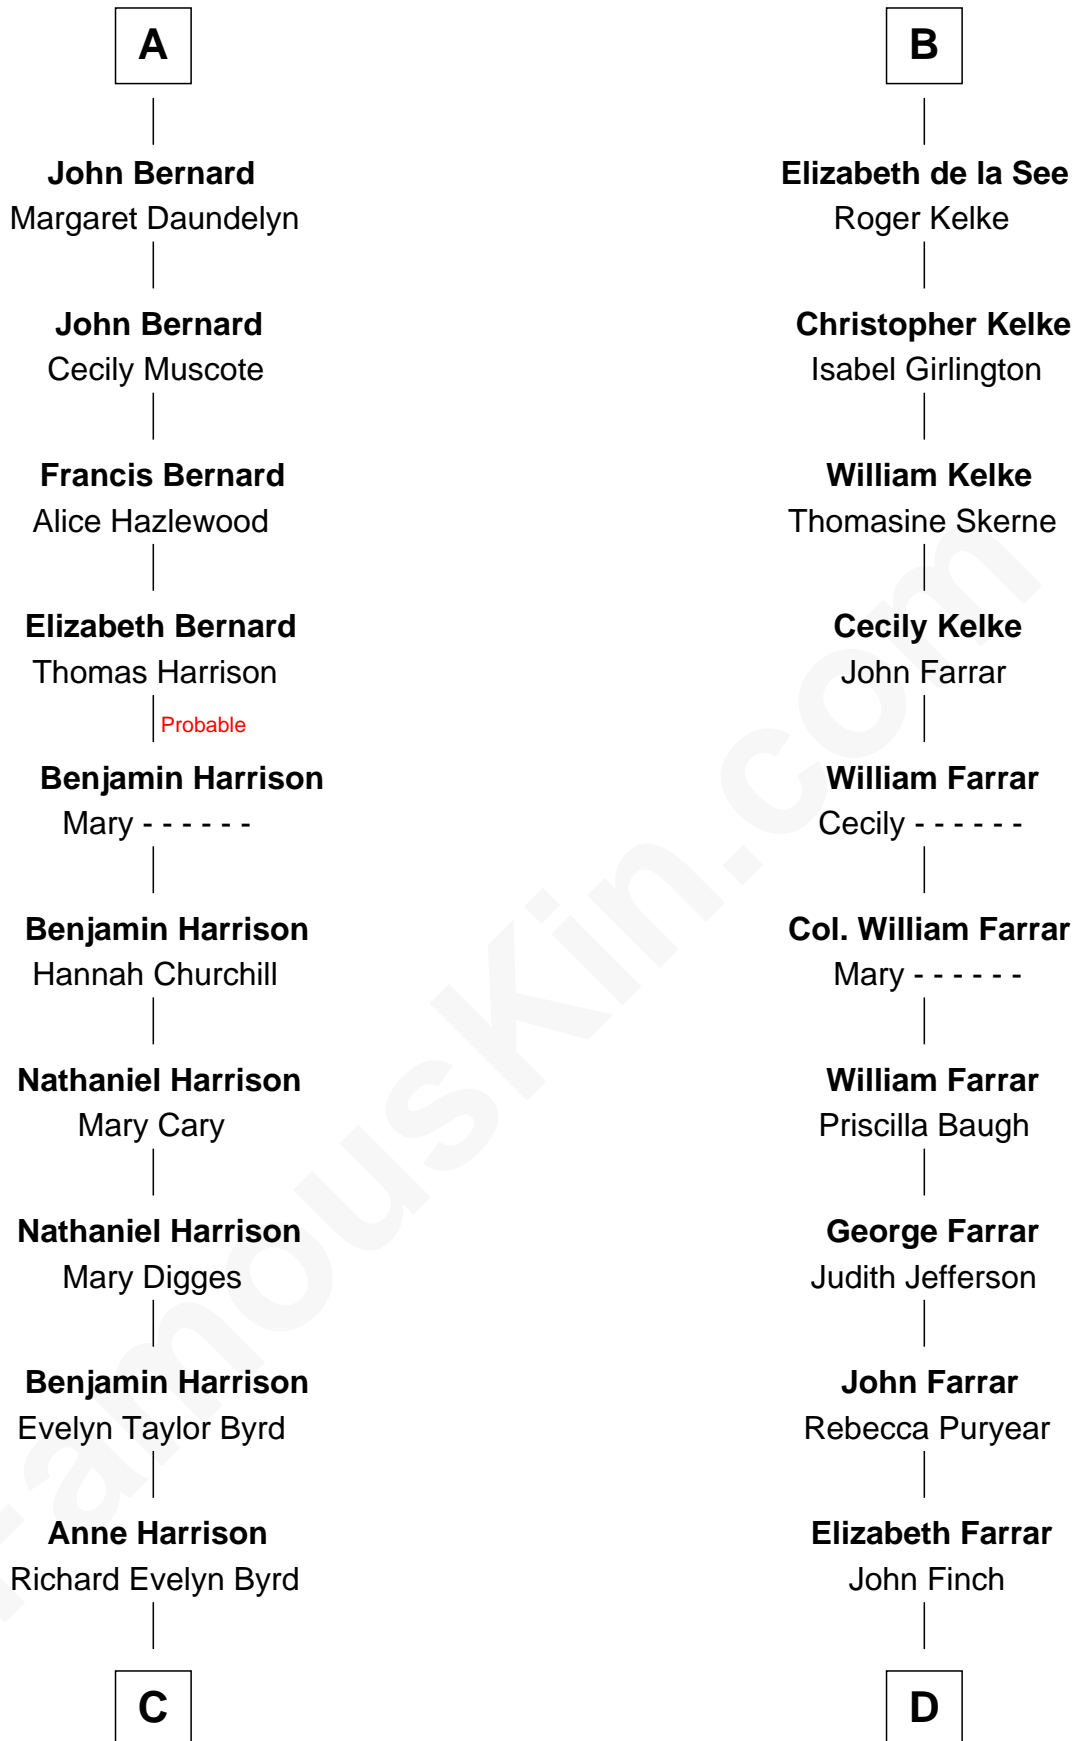 A
John Bernard
Margaret Daundelyn
John Bernard
Cecily Muscote
Francis Bernard
Alice Hazlewood
Elizabeth Bernard
Thomas Harrison
Probable
Benjamin Harrison
Mary - - - - - -
Benjamin Harrison
Hannah Churchill
Nathaniel Harrison
Mary Cary
Nathaniel Harrison
Mary Digges
Benjamin Harrison
Evelyn Taylor Byrd
Anne Harrison
Richard Evelyn Byrd
C
B
Elizabeth de la See
Roger Kelke
Christopher Kelke
Isabel Girlington
William Kelke
Thomasine Skerne
Cecily Kelke
John Farrar
William Farrar
Cecily - - - - - -
Col. William Farrar
Mary - - - - - -
William Farrar
Priscilla Baugh
George Farrar
Judith Jefferson
John Farrar
Rebecca Puryear
Elizabeth Farrar
John Finch
D
FamousKin.com